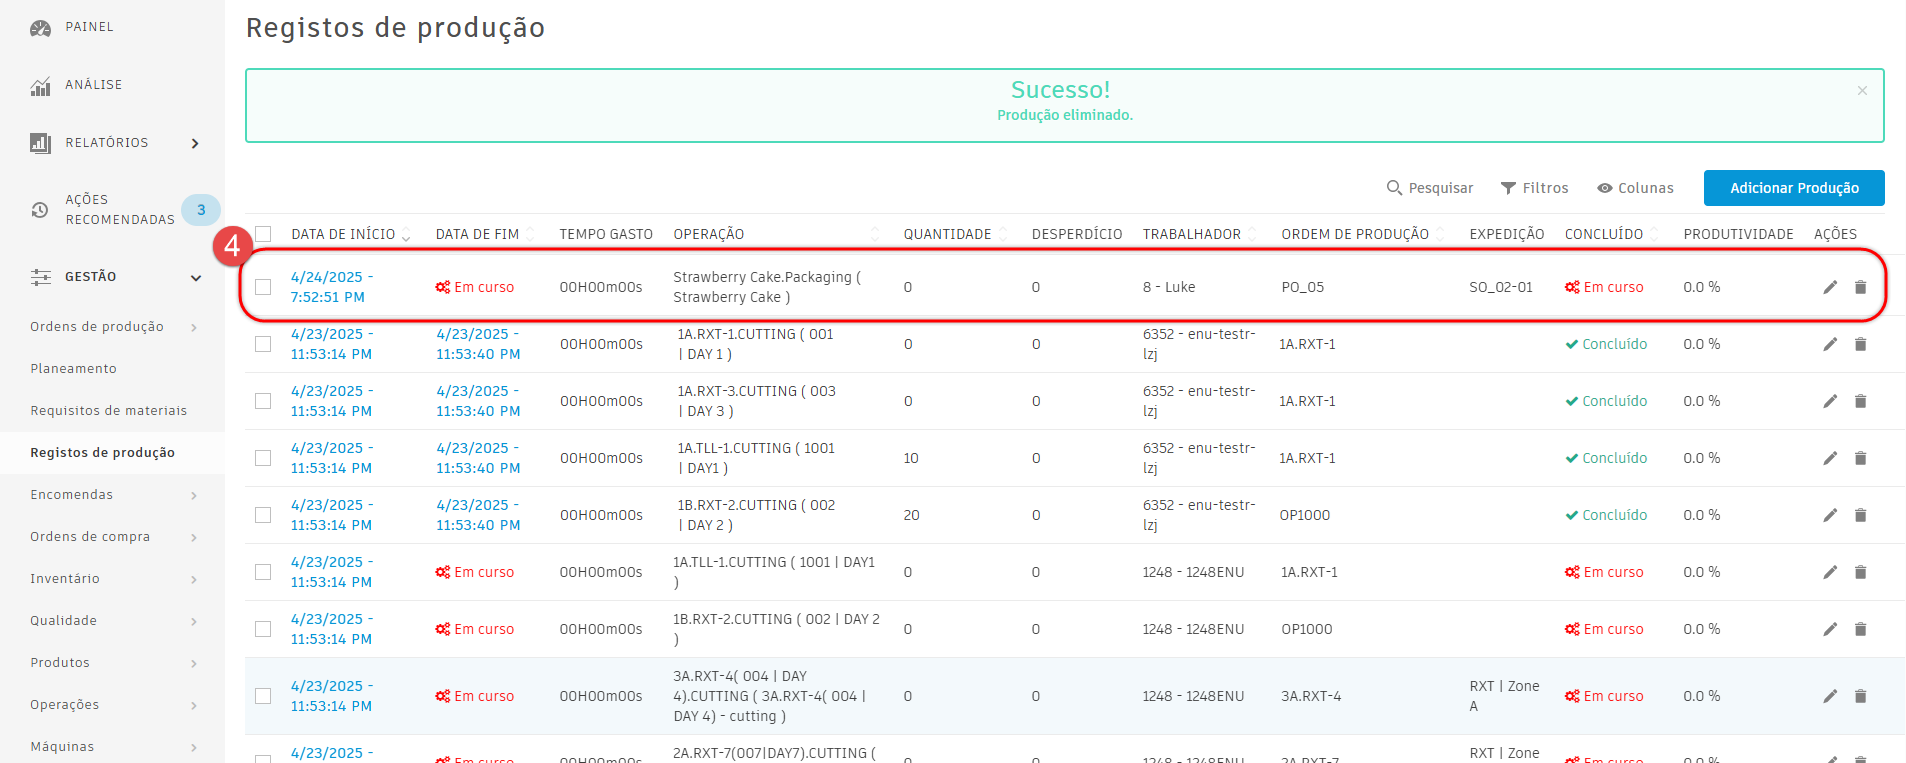 PAINEL
ANÁLISE
RELATÓRIOS
AÇÕES
RECOMENDADAS
3
GESTÃO
Ordens de produção
Planeamento
Requisitos de materiais
Registos de produção
Encomendas
Ordens de compra
Inventário
Qualidade
Produtos
Operações
Máquinas
Registos de produção
Sucesso!
×
Produção eliminado.
Pesquisar Filtros Colunas Adicionar Produção
4
DATA DE INÍCIO DATA DE FIM TEMPO GASTO OPERAÇÃO QUANTIDADE DESPERDÍCIO TRABALHADOR ORDEM DE PRODUÇÃO EXPEDIÇÃO CONCLUÍDO PRODUTIVIDADE AÇÕES
4/24/2025 - Strawberry Cake.Packaging (
Em curso 00H00m00s 0 0 8 - Luke PO_05 SO_02-01 Em curso 0.0 %
7:52:51 PM Strawberry Cake )
4/23/2025 - 4/23/2025 - 1A.RXT-1.CUTTING ( 001 6352 - enu-testr-
00H00m00s 0 0 1A.RXT-1 Concluído 0.0 %
11:53:14 PM 11:53:40 PM | DAY 1 ) lzj
4/23/2025 - 4/23/2025 - 1A.RXT-3.CUTTING ( 003 6352 - enu-testr-
00H00m00s 0 0 1A.RXT-1 Concluído 0.0 %
11:53:14 PM 11:53:40 PM | DAY 3 ) lzj
4/23/2025 - 4/23/2025 - 1A.TLL-1.CUTTING ( 1001 6352 - enu-testr-
00H00m00s 10 0 1A.RXT-1 Concluído 0.0 %
11:53:14 PM 11:53:40 PM | DAY1 ) lzj
4/23/2025 - 4/23/2025 - 1B.RXT-2.CUTTING ( 002 6352 - enu-testr-
00H00m00s 20 0 OP1000 Concluído 0.0 %
11:53:14 PM 11:53:40 PM | DAY 2 ) lzj
4/23/2025 - 1A.TLL-1.CUTTING ( 1001 | DAY1
Em curso 00H00m00s 0 0 1248 - 1248ENU 1A.RXT-1 Em curso 0.0 %
11:53:14 PM )
4/23/2025 - 1B.RXT-2.CUTTING ( 002 | DAY 2
Em curso 00H00m00s 0 0 1248 - 1248ENU OP1000 Em curso 0.0 %
11:53:14 PM )
3A.RXT-4( 004 | DAY
4/23/2025 - RXT | Zone
Em curso 00H00m00s 4).CUTTING ( 3A.RXT-4( 004 | 0 0 1248 - 1248ENU 3A.RXT-4 Em curso 0.0 %
11:53:14 PM A
DAY 4) - cutting )
4/23/2025 - 2A.RXT-7(007|DAY7).CUTTING ( RXT | Zone
Em curso 00H00m00s 0 0 1248 - 1248ENU 2A.RXT-7 Em curso 0.0 %